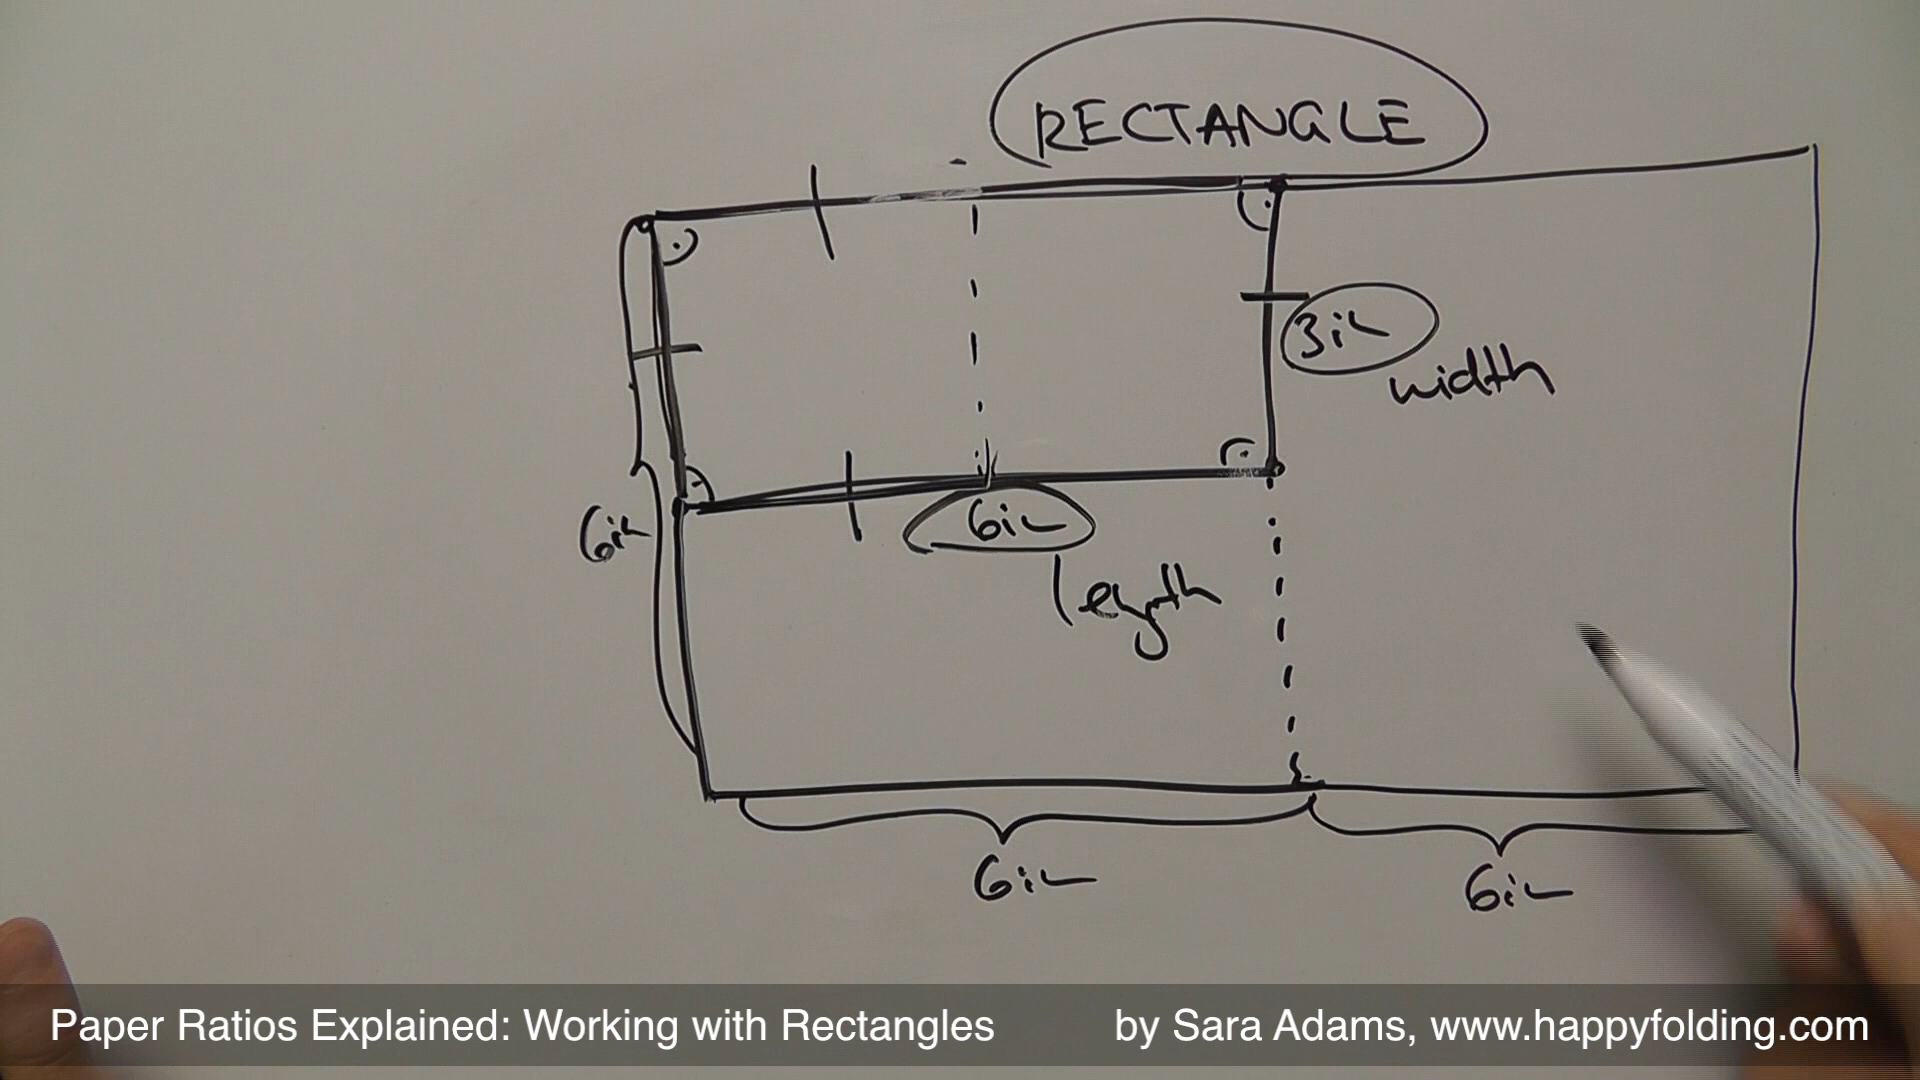 RECTANGLE
3in
width
6in
6in
length
6in
6in
Paper Ratios Explained: Working with Rectangles
by Sara Adams, www.happyfolding.com